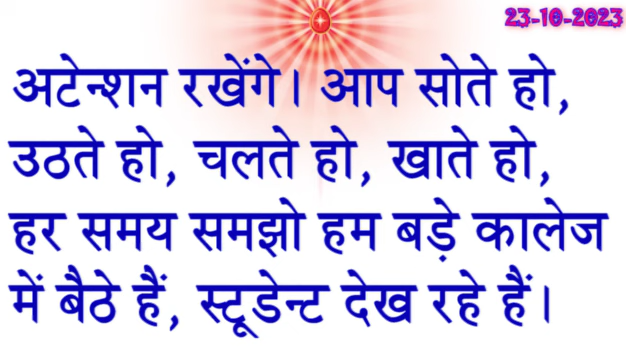 23-10-2023
अटेन्शन रखेंगे। आप सोते हो,
उठते हो, चलते हो, खाते हो,
हर समय समझो हम बड़े कालेज
में बैठे हैं, स्टूडेन्ट देख रहे हैं।